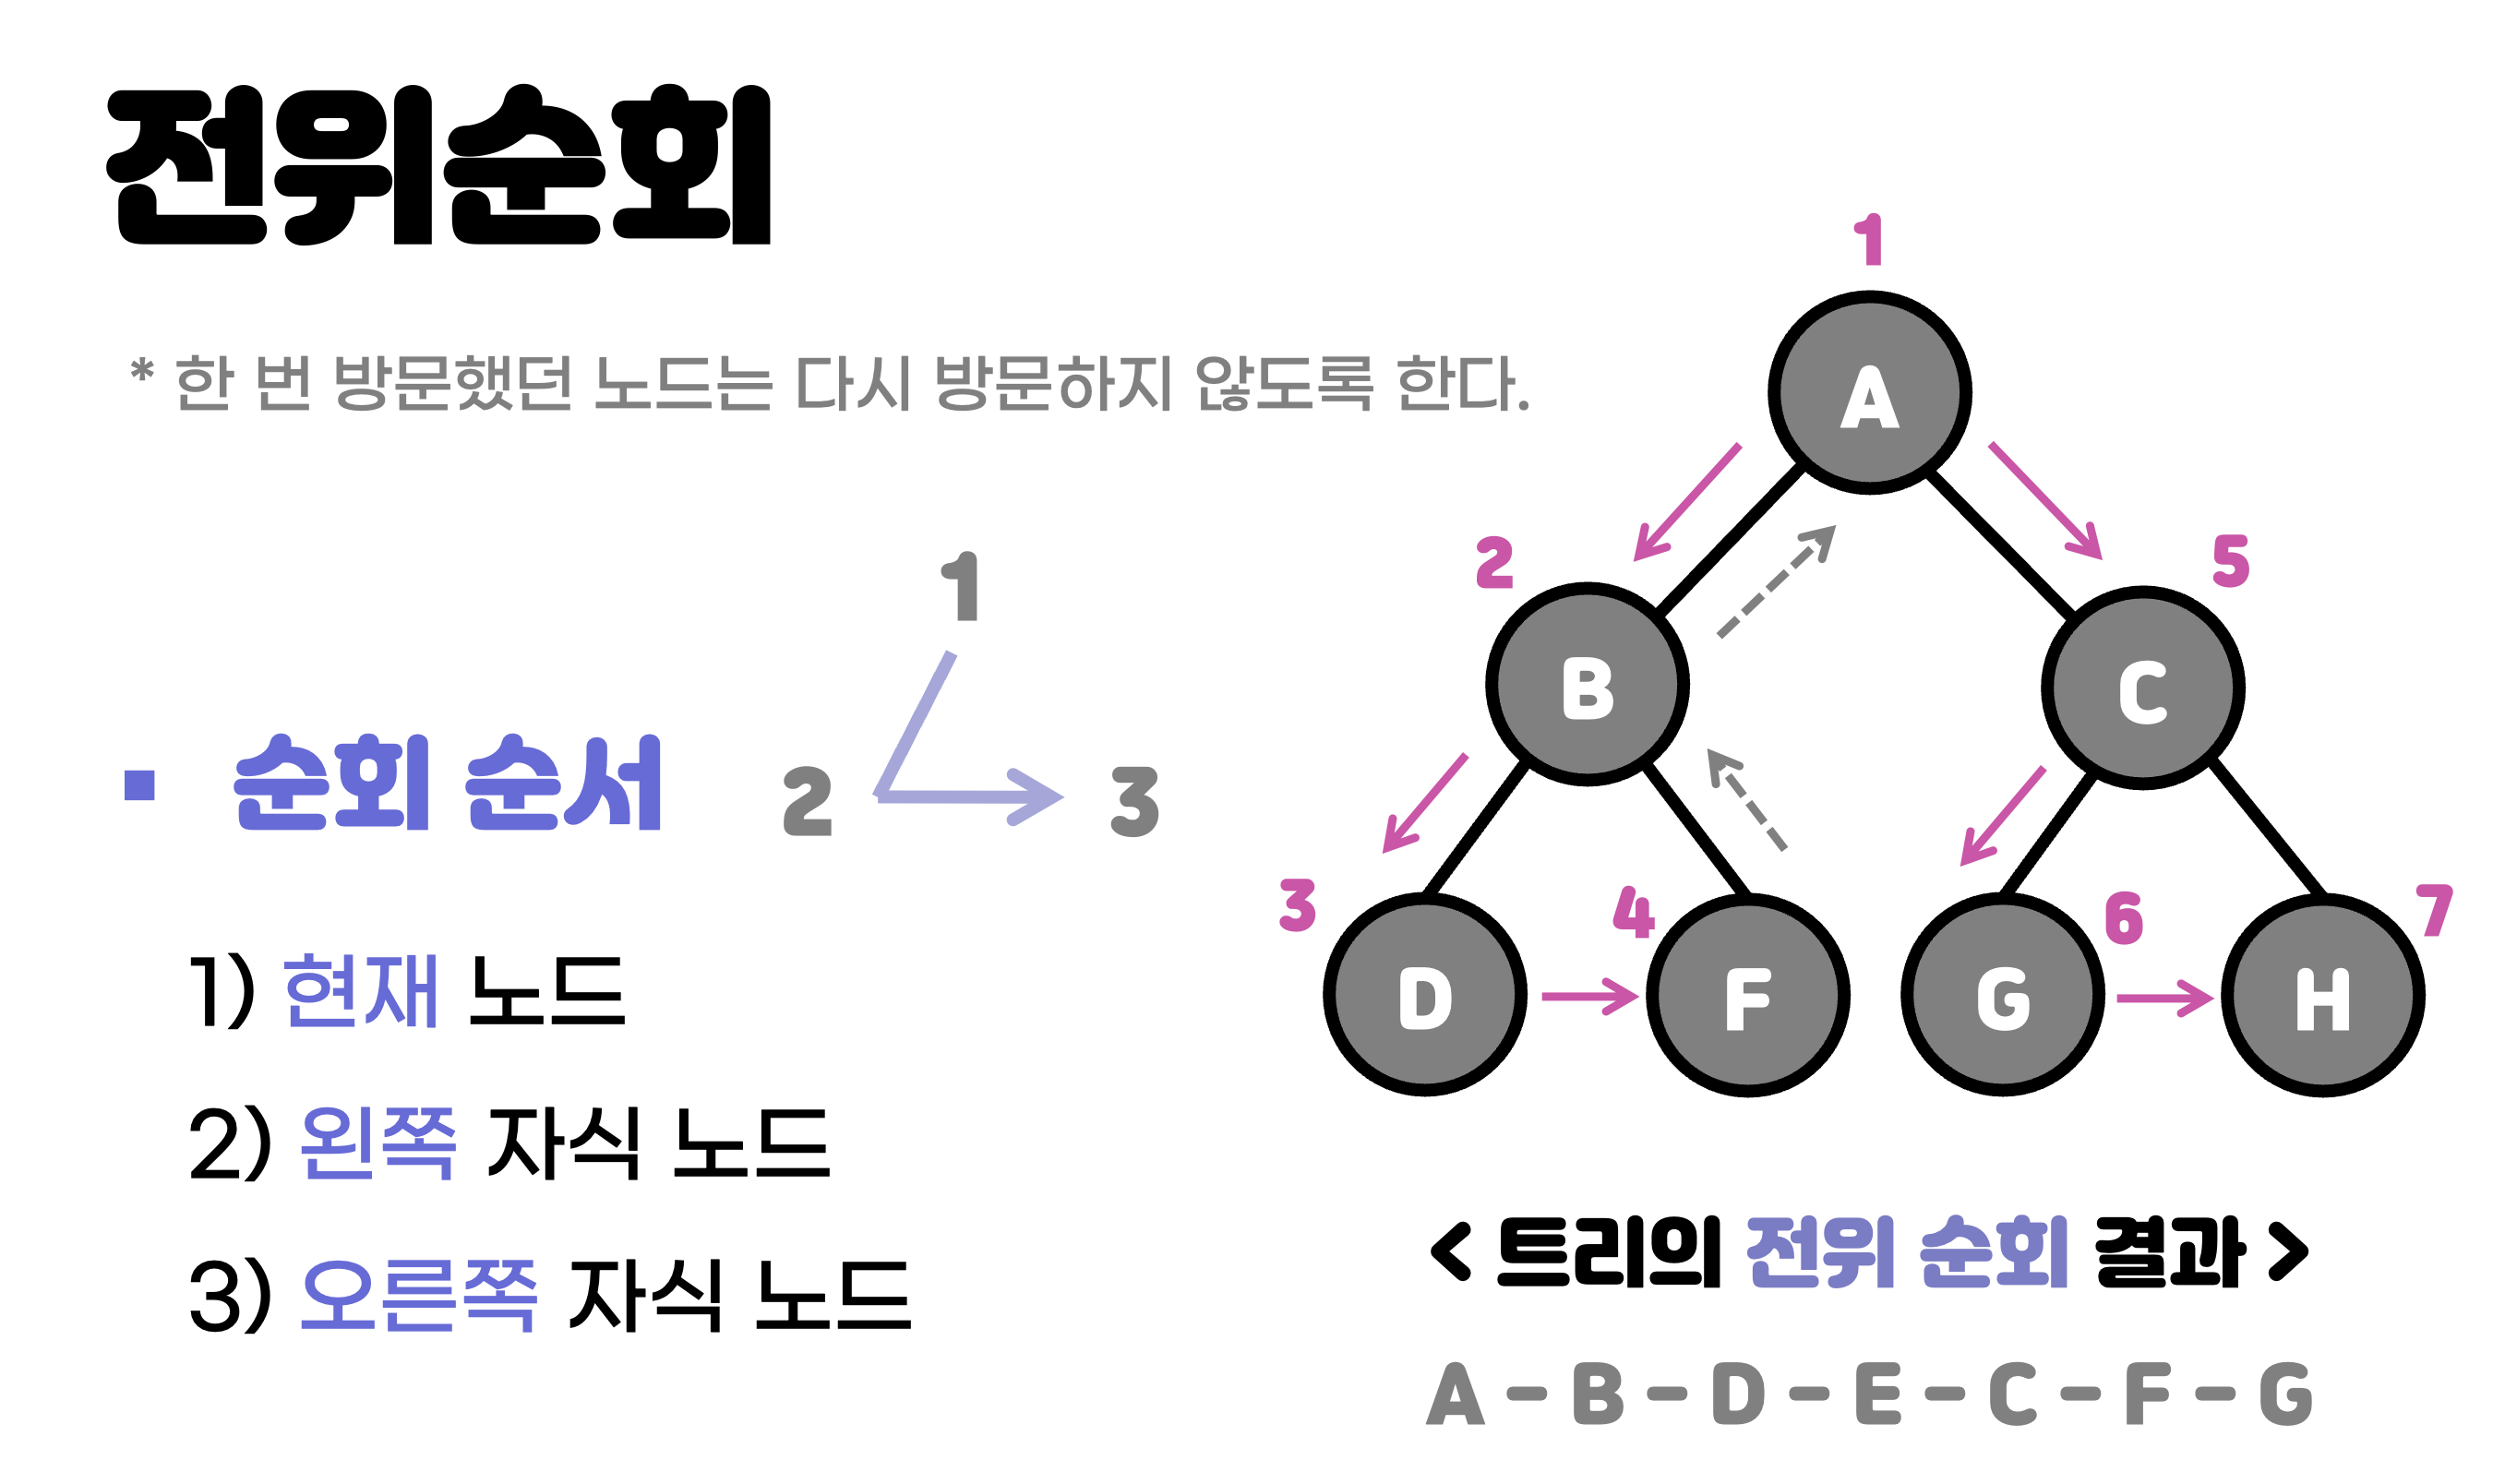 전위순회
* 한 번 방문했던 노드는 다시 방문하지 않도록 한다.
▪ 순회 순서
1
2
3
1) 현재 노드
2) 왼쪽 자식 노드
3) 오른쪽 자식 노드
1
A
2
5
B
C
3
4
6
7
D
F
G
H
< 트리의 전위 순회 결과 >
A - B - D - E - C - F - G